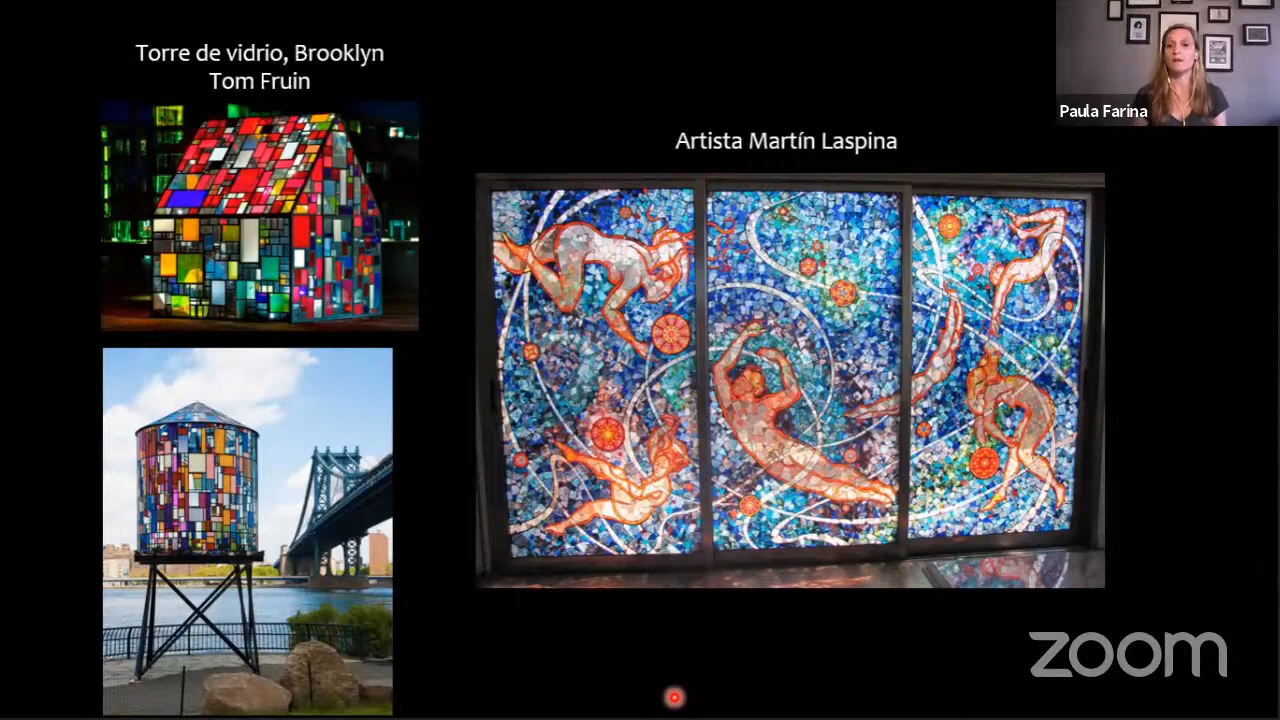 Torre de vidrio, Brooklyn
Tom Fruin
Artista Martín Laspina
Paula Farina
zoom